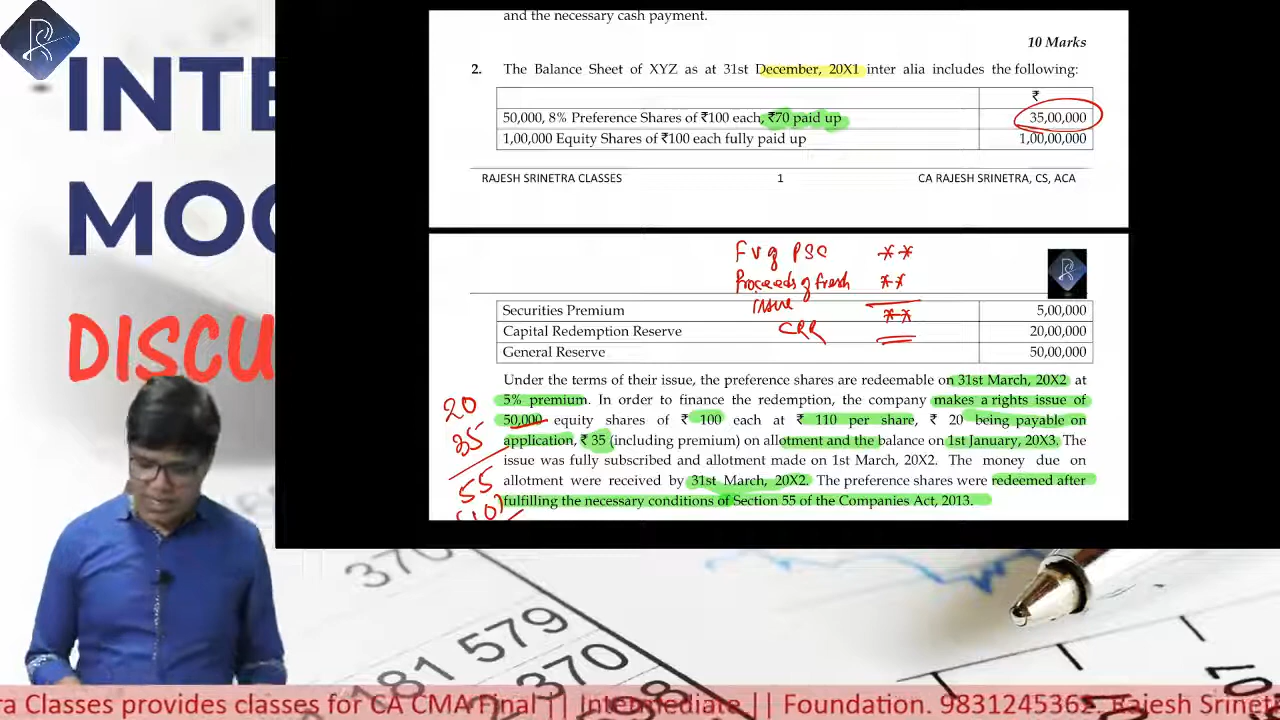 INTE
MOC
DISCU
and the necessary cash payment.
10 Marks
2. The Balance Sheet of XYZ as at 31st December, 20X1 inter alia includes the following:
₹
50,000, 8% Preference Shares of ₹100 each, ₹70 paid up 35,00,000
1,00,000 Equity Shares of ₹100 each fully paid up 1,00,00,000
RAJESH SRINETRA CLASSES 1 CA RAJESH SRINETRA, CS, ACA
F V of PSC **
Proceeds of fresh **
issue
CRR **
Securities Premium 5,00,000
Capital Redemption Reserve 20,00,000
General Reserve 50,00,000
Under the terms of their issue, the preference shares are redeemable on 31st March, 20X2 at
5% premium. In order to finance the redemption, the company makes a rights issue of
50,000 equity shares of ₹ 100 each at ₹ 110 per share, ₹ 20 being payable on
application, ₹ 35 (including premium) on allotment and the balance on 1st January, 20X3. The
issue was fully subscribed and allotment made on 1st March, 20X2. The money due on
allotment were received by 31st March, 20X2. The preference shares were redeemed after
fulfilling the necessary conditions of Section 55 of the Companies Act, 2013.
20
35
55
(10)
370
181 579
370
ra Classes provides classes for CA CMA Final || Intermediate || Foundation. 9831245362. Rajesh Srineti